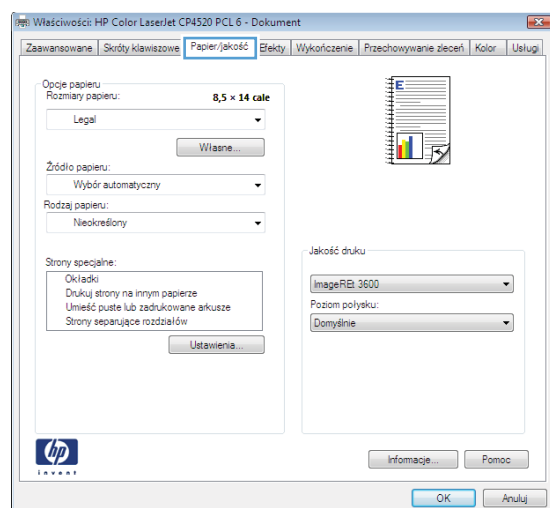 Właściwości: HP Color LaserJet CP4520 PCL 6 - Dokument
Zaawansowane Skróty klawiszowe Papier/jakość Efekty Wykończenie Przechowywanie zleceń Kolor Usługi
Opcje papieru
Rozmiary papieru: 8,5 × 14 cale
Legal
Własne...
Źródło papieru:
Wybór automatyczny
Rodzaj papieru:
Nieokreślony
Strony specjalne:
Okładki
Drukuj strony na innym papierze
Umieść puste lub zadrukowane arkusze
Strony separujące rozdziałów
Ustawienia...
E
Jakość druku
ImageREt 3600
Poziom połysku:
Domyślnie
hp
invent
Informacje... Pomoc
OK Anuluj